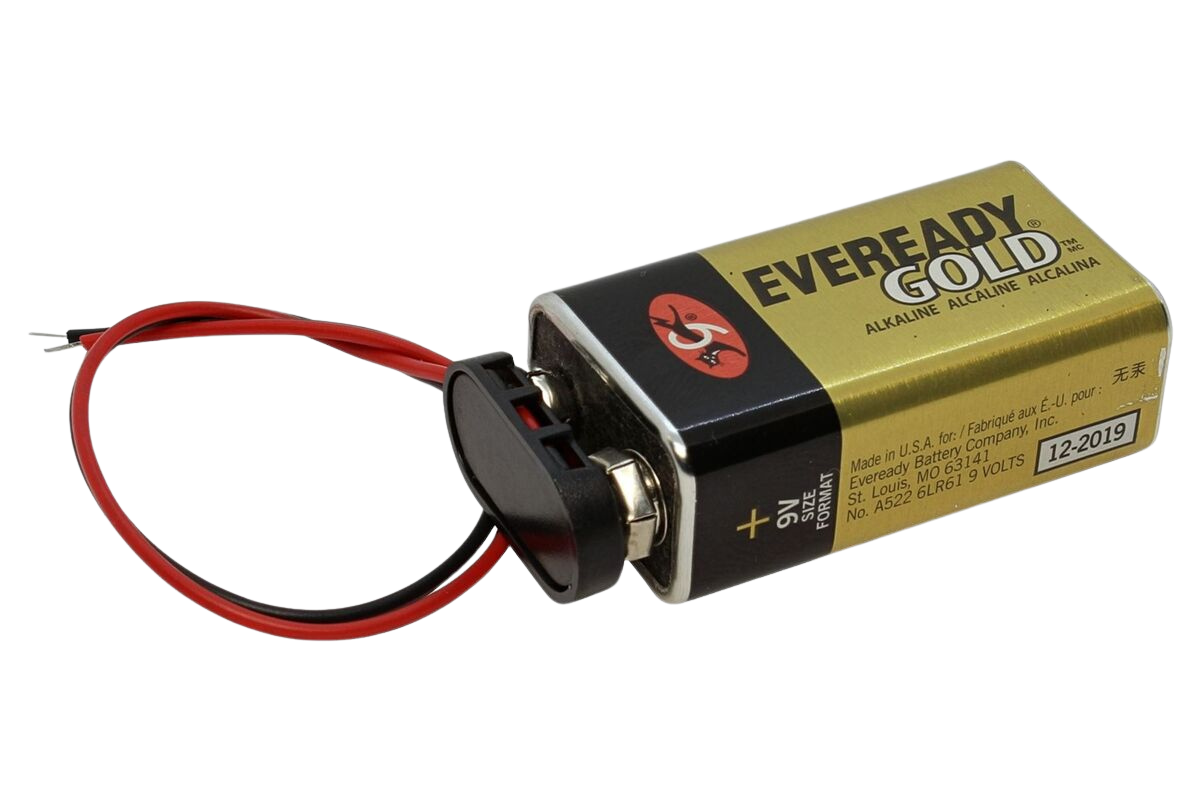 EVEREADY®
GOLD™ MC
ALKALINE ALCALINE ALCALINA
9®
+
9V
SIZE
FORMAT
Made in U.S.A. for: / Fabriqué aux É.-U. pour :
Eveready Battery Company, Inc.
St. Louis, MO 63141
No. A522 6LR61 9 VOLTS
12-2019
无汞